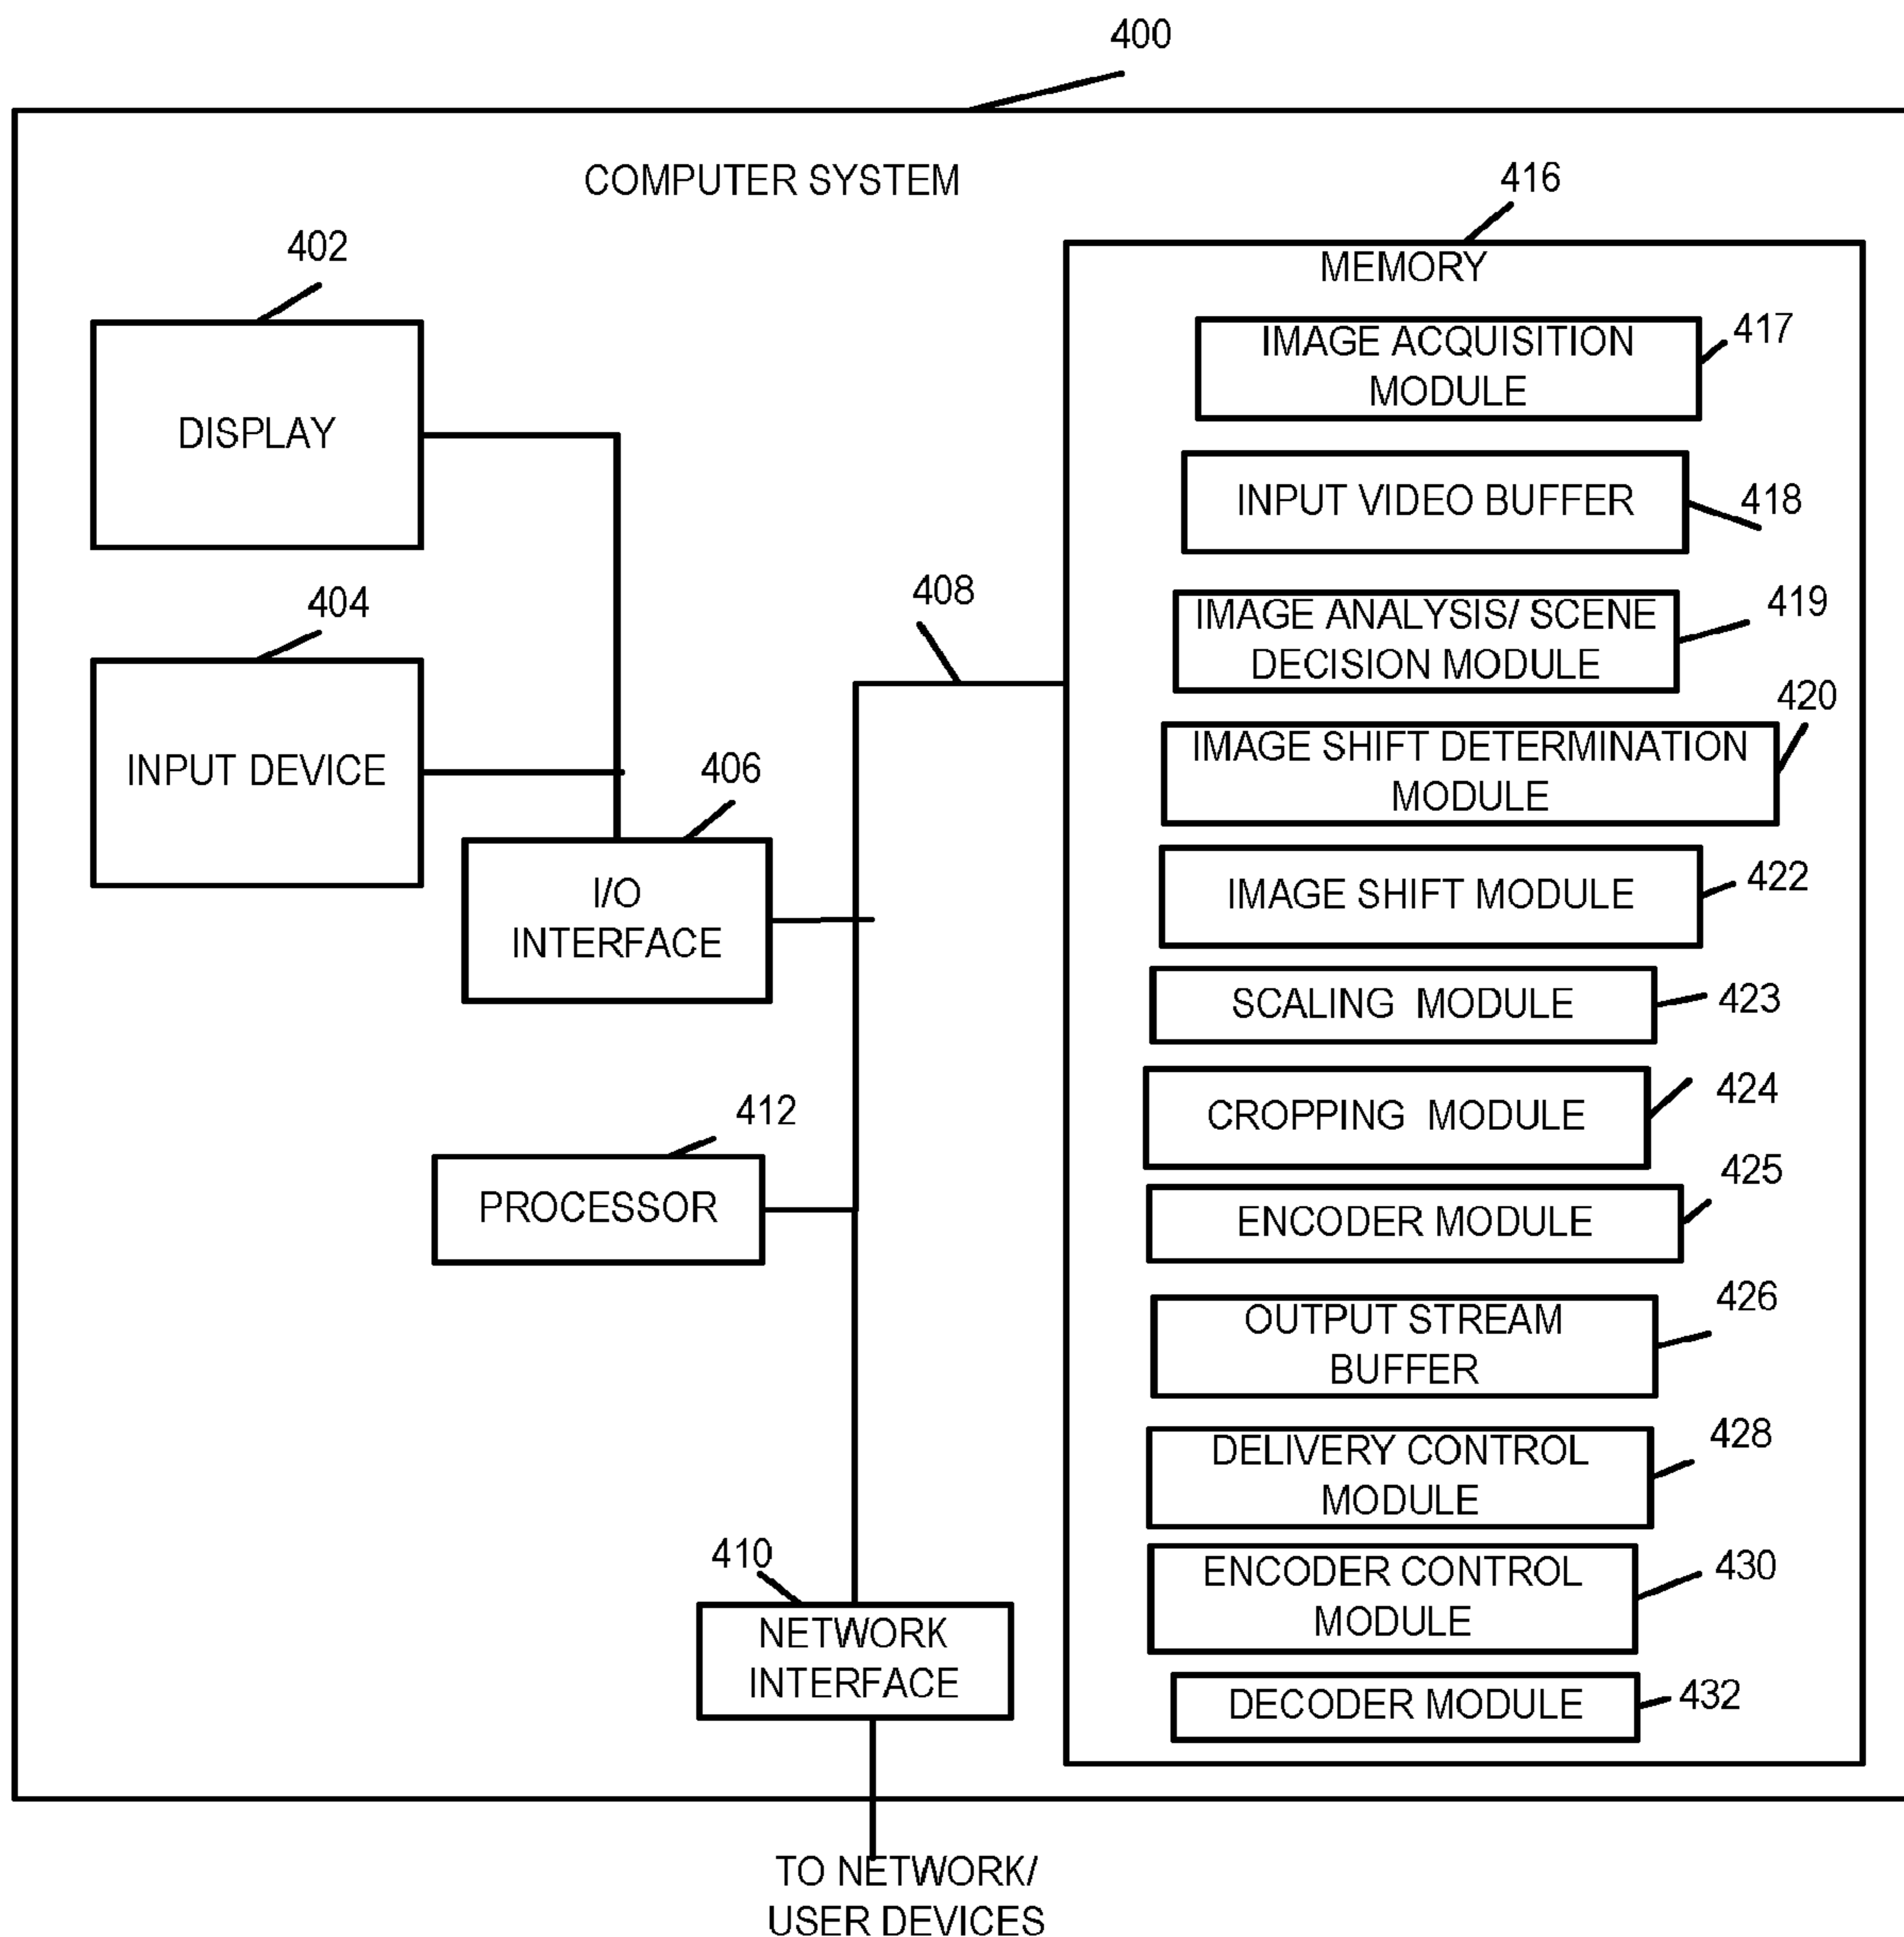 400
COMPUTER SYSTEM
402
DISPLAY
404
INPUT DEVICE
406
I/O
INTERFACE
408
412
PROCESSOR
410
NETWORK
INTERFACE
TO NETWORK/
USER DEVICES
416
MEMORY
IMAGE ACQUISITION
MODULE
417
INPUT VIDEO BUFFER
418
IMAGE ANALYSIS/ SCENE
DECISION MODULE
419
IMAGE SHIFT DETERMINATION
MODULE
420
IMAGE SHIFT MODULE
422
SCALING MODULE
423
CROPPING MODULE
424
ENCODER MODULE
425
OUTPUT STREAM
BUFFER
426
DELIVERY CONTROL
MODULE
428
ENCODER CONTROL
MODULE
430
DECODER MODULE
432